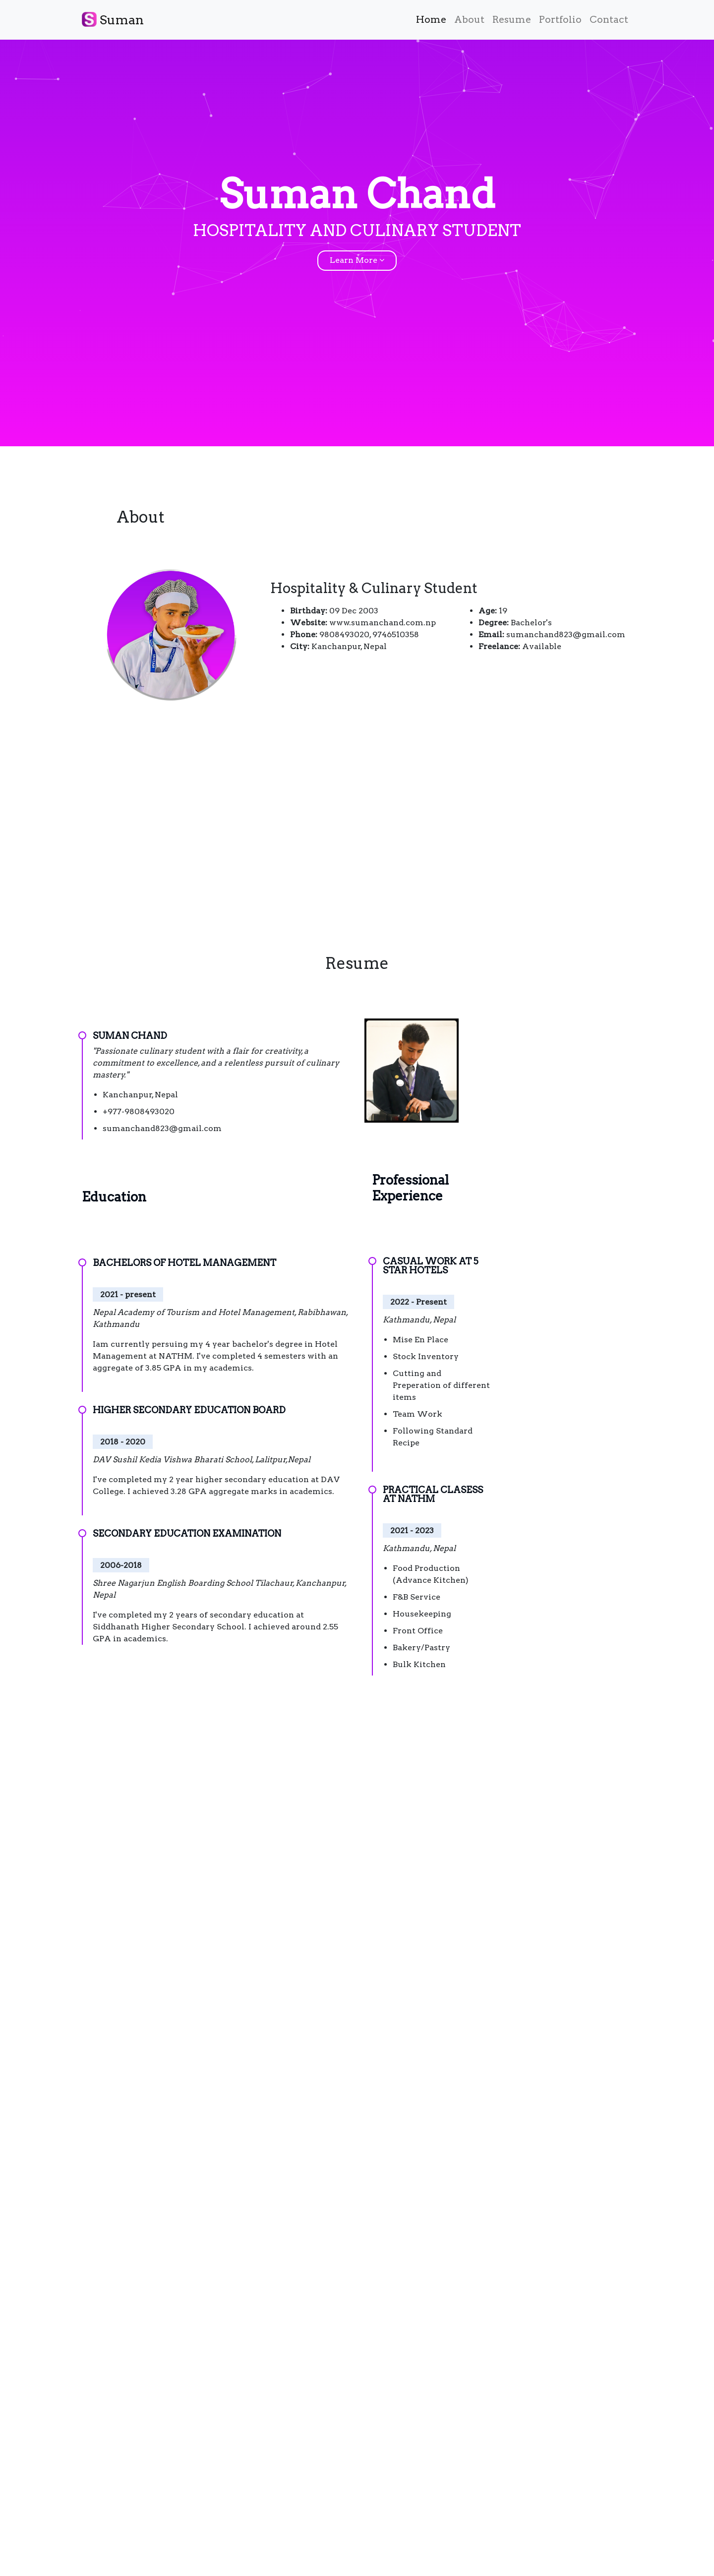 S Suman
Home About Resume Portfolio Contact
Suman Chand
HOSPITALITY AND CULINARY STUDENT
Learn More
About
Hospitality & Culinary Student
Birthday: 09 Dec 2003
Website: www.sumanchand.com.np
Phone: 9808493020, 9746510358
City: Kanchanpur, Nepal
Age: 19
Degree: Bachelor's
Email: sumanchand823@gmail.com
Freelance: Available
Resume
SUMAN CHAND
"Passionate culinary student with a flair for creativity, a
commitment to excellence, and a relentless pursuit of culinary
mastery."
Kanchanpur, Nepal
+977-9808493020
sumanchand823@gmail.com
Education
BACHELORS OF HOTEL MANAGEMENT
2021 - present
Nepal Academy of Tourism and Hotel Management, Rabibhawan,
Kathmandu
Iam currently persuing my 4 year bachelor's degree in Hotel
Management at NATHM. I've completed 4 semesters with an
aggregate of 3.85 GPA in my academics.
HIGHER SECONDARY EDUCATION BOARD
2018 - 2020
DAV Sushil Kedia Vishwa Bharati School, Lalitpur,Nepal
I've completed my 2 year higher secondary education at DAV
College. I achieved 3.28 GPA aggregate marks in academics.
SECONDARY EDUCATION EXAMINATION
2006-2018
Shree Nagarjun English Boarding School Tilachaur, Kanchanpur,
Nepal
I've completed my 2 years of secondary education at
Siddhanath Higher Secondary School. I achieved around 2.55
GPA in academics.
Professional
Experience
CASUAL WORK AT 5
STAR HOTELS
2022 - Present
Kathmandu, Nepal
Mise En Place
Stock Inventory
Cutting and
Preperation of different
items
Team Work
Following Standard
Recipe
PRACTICAL CLASESS
AT NATHM
2021 - 2023
Kathmandu, Nepal
Food Production
(Advance Kitchen)
F&B Service
Housekeeping
Front Office
Bakery/Pastry
Bulk Kitchen